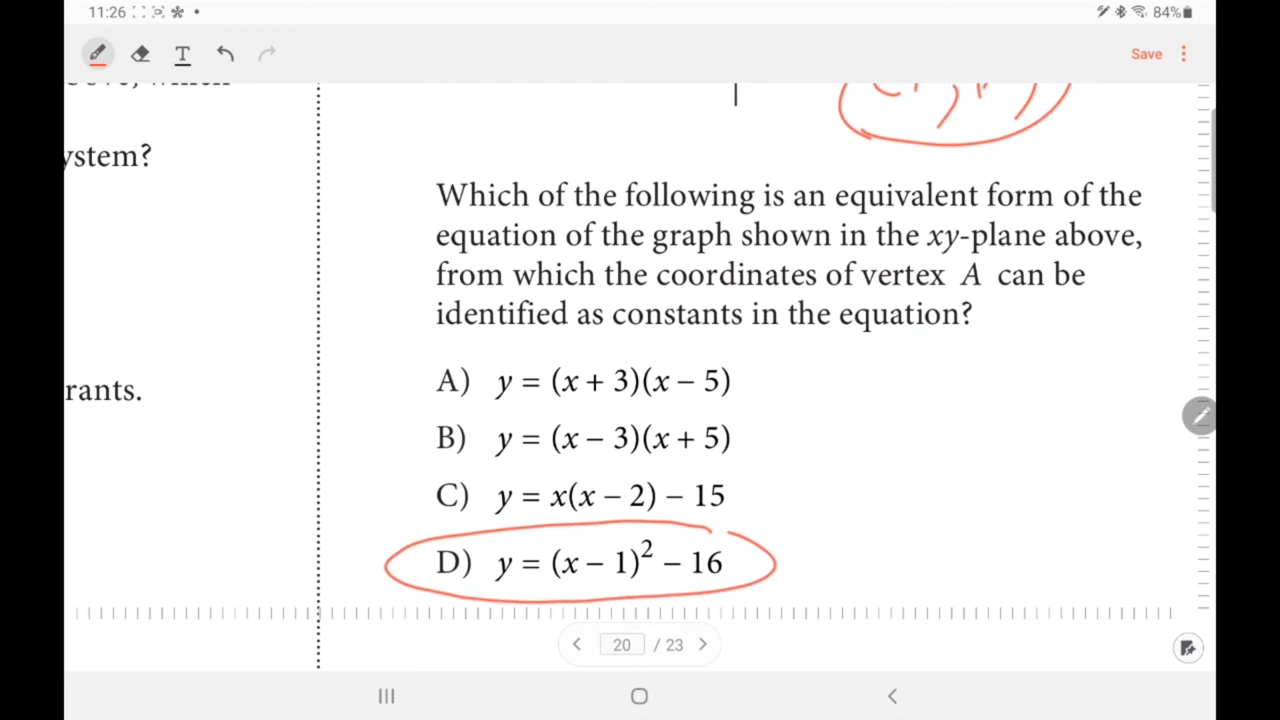 11:26
84%
T
Save
ystem?
Which of the following is an equivalent form of the
equation of the graph shown in the xy-plane above,
from which the coordinates of vertex A can be
identified as constants in the equation?
rants.
A) y = (x + 3)(x − 5)
B) y = (x − 3)(x + 5)
C) y = x(x − 2) − 15
D) y = (x − 1)² − 16
20 / 23